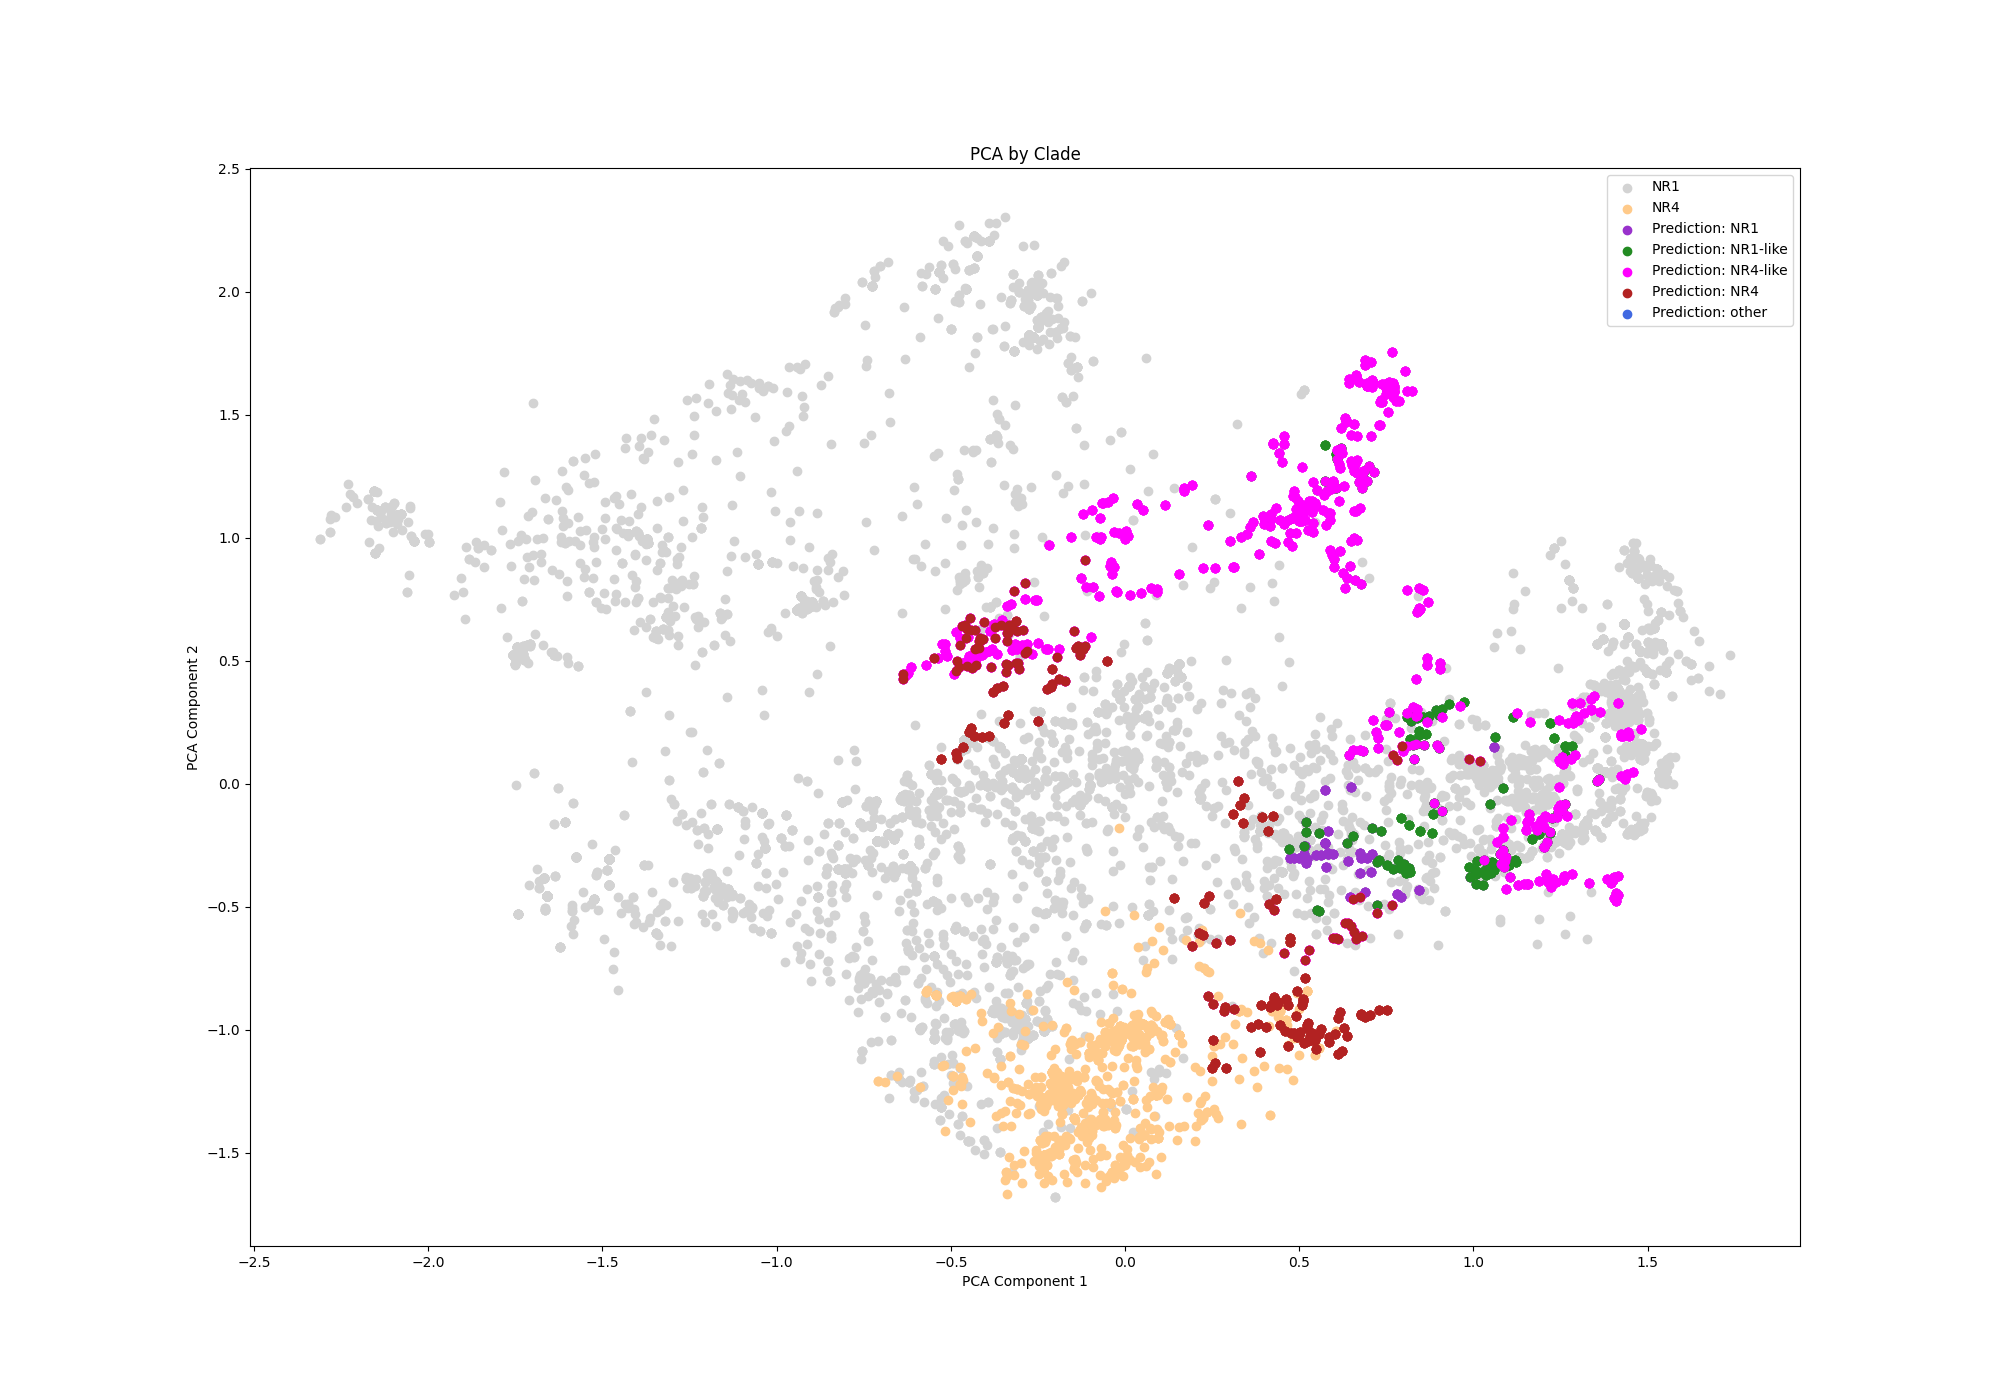 PCA by Clade
NR1
NR4
Prediction: NR1
Prediction: NR1-like
Prediction: NR4-like
Prediction: NR4
Prediction: other
PCA Component 2
2.5
2.0
1.5
1.0
0.5
0.0
−0.5
−1.0
−1.5
−2.5
−2.0
−1.5
−1.0
−0.5
0.0
0.5
1.0
1.5
PCA Component 1